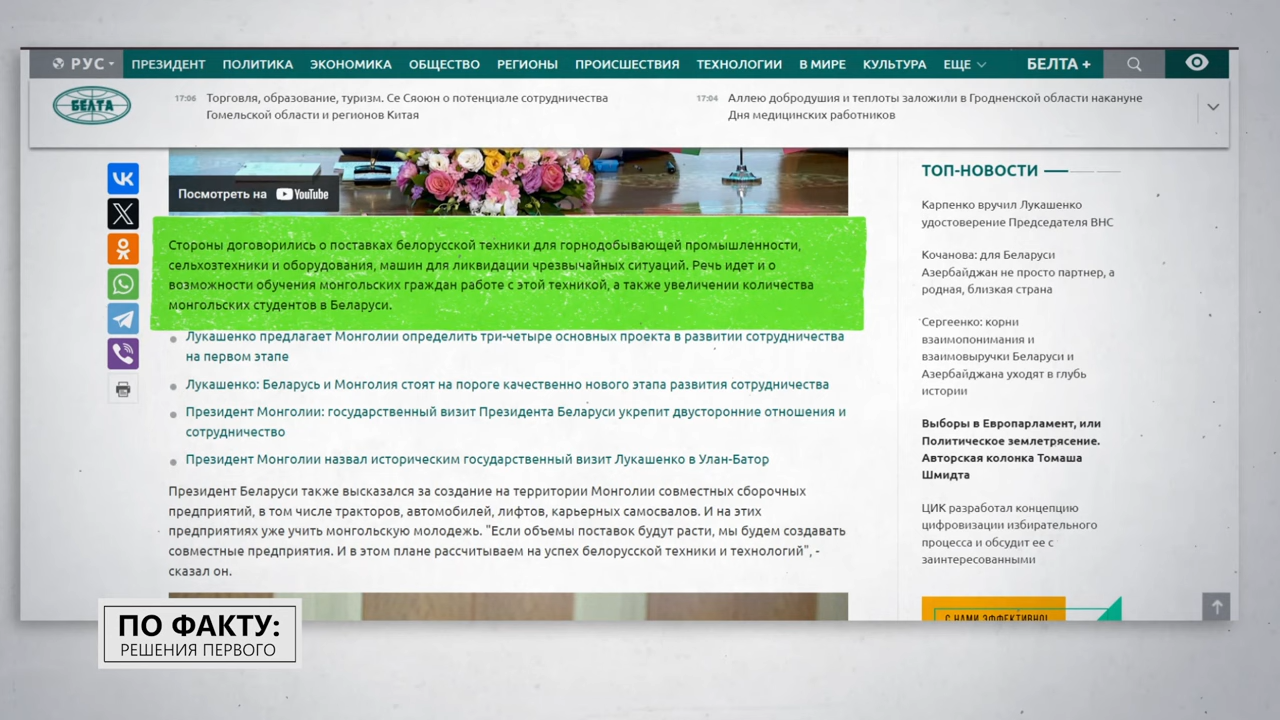 РУС
ПРЕЗИДЕНТ
ПОЛИТИКА
ЭКОНОМИКА
ОБЩЕСТВО
РЕГИОНЫ
ПРОИСШЕСТВИЯ
ТЕХНОЛОГИИ
В МИРЕ
КУЛЬТУРА
ЕЩЕ
БЕЛТА +
БЕЛТА
17:06
Торговля, образование, туризм. Се Сяоюн о потенциале сотрудничества
Гомельской области и регионов Китая
17:04
Аллею добродушия и теплоты заложили в Гродненской области накануне
Дня медицинских работников
Посмотреть на YouTube
Стороны договорились о поставках белорусской техники для горнодобывающей промышленности,
сельхозтехники и оборудования, машин для ликвидации чрезвычайных ситуаций. Речь идет и о
возможности обучения монгольских граждан работе с этой техникой, а также увеличении количества
монгольских студентов в Беларуси.
Лукашенко предлагает Монголии определить три-четыре основных проекта в развитии сотрудничества
на первом этапе
Лукашенко: Беларусь и Монголия стоят на пороге качественно нового этапа развития сотрудничества
Президент Монголии: государственный визит Президента Беларуси укрепит двусторонние отношения и
сотрудничество
Президент Монголии назвал историческим государственный визит Лукашенко в Улан-Батор
Президент Беларуси также высказался за создание на территории Монголии совместных сборочных
предприятий, в том числе тракторов, автомобилей, лифтов, карьерных самосвалов. И на этих
предприятиях уже учить монгольскую молодежь. "Если объемы поставок будут расти, мы будем создавать
совместные предприятия. И в этом плане рассчитываем на успех белорусской техники и технологий", -
сказал он.
ТОП-НОВОСТИ
Карпенко вручил Лукашенко
удостоверение Председателя ВНС
Кочанова: для Беларуси
Азербайджан не просто партнер, а
родная, близкая страна
Сергеенко: корни
взаимопонимания и
взаимовыручки Беларуси и
Азербайджана уходят в глубь
истории
Выборы в Европарламент, или
Политическое землетрясение.
Авторская колонка Томаша
Шмидта
ЦИК разработал концепцию
цифровизации избирательного
процесса и обсудит ее с
заинтересованными
С НАМИ ЭФФЕКТИВНО!
ПО ФАКТУ:
РЕШЕНИЯ ПЕРВОГО